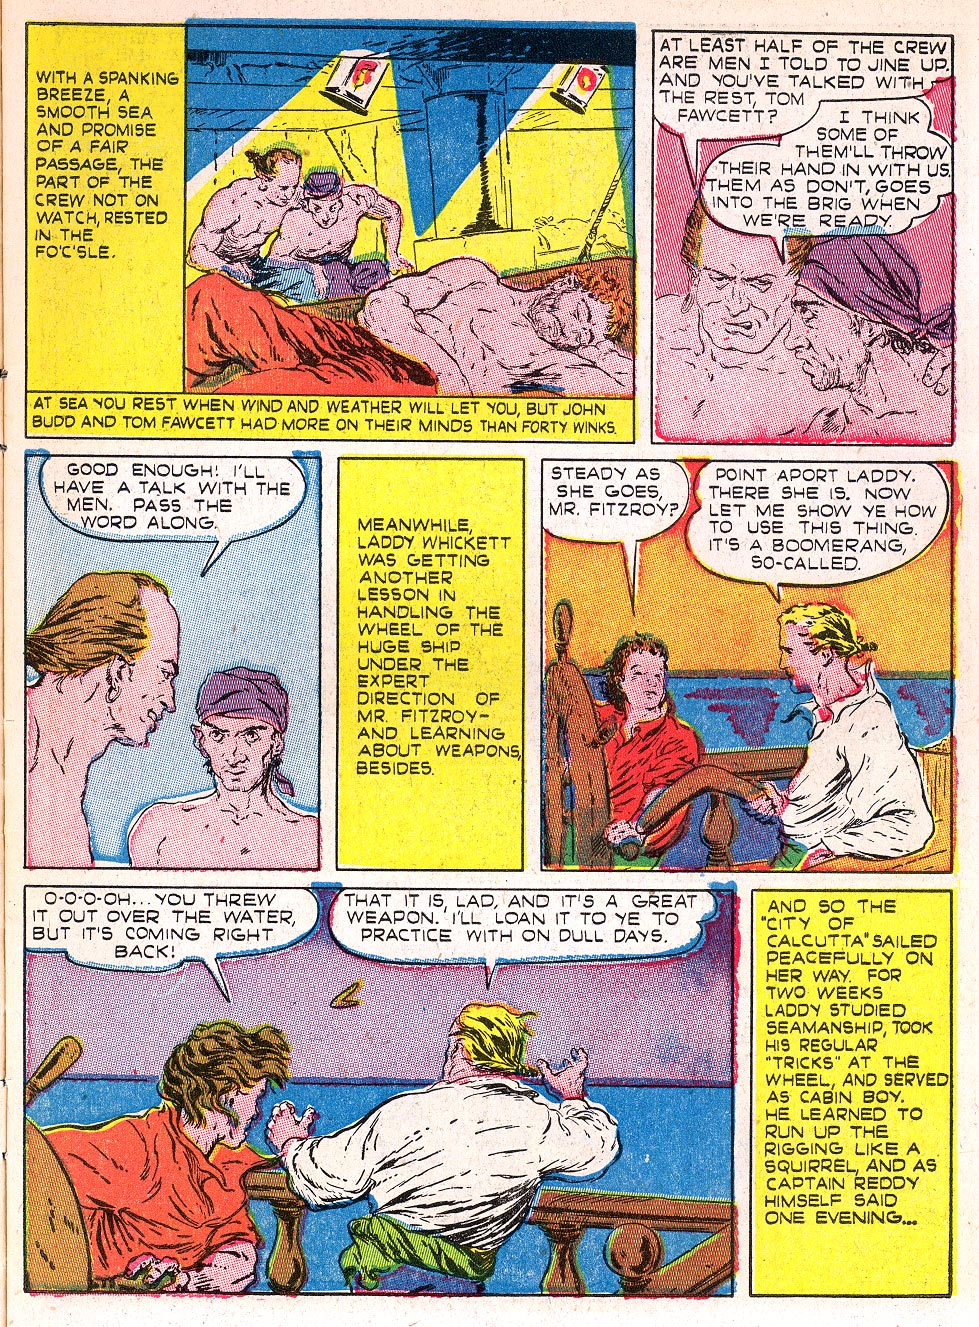 WITH A SPANKING
BREEZE, A
SMOOTH SEA
AND PROMISE
OF A FAIR
PASSAGE, THE
PART OF THE
CREW NOT ON
WATCH, RESTED
IN THE
FO'C'SLE.
AT SEA YOU REST WHEN WIND AND WEATHER WILL LET YOU, BUT JOHN
BUDD AND TOM FAWCETT HAD MORE ON THEIR MINDS THAN FORTY WINKS.
AT LEAST HALF OF THE CREW
ARE MEN I TOLD TO JINE UP.
AND YOU'VE TALKED WITH
THE REST, TOM
FAWCETT?
I THINK
SOME OF
THEM'LL THROW
THEIR HAND IN WITH US.
THEM AS DON'T, GOES
INTO THE BRIG WHEN
WE'RE READY.
GOOD ENOUGH! I'LL
HAVE A TALK WITH THE
MEN. PASS THE
WORD ALONG.
MEANWHILE,
LADDY WHICKETT
WAS GETTING
ANOTHER
LESSON IN
HANDLING THE
WHEEL OF THE
HUGE SHIP
UNDER THE
EXPERT
DIRECTION OF
MR. FITZROY-
AND LEARNING
ABOUT WEAPONS,
BESIDES.
STEADY AS
SHE GOES,
MR. FITZROY?
POINT APORT LADDY.
THERE SHE IS. NOW
LET ME SHOW YE HOW
TO USE THIS THING.
IT'S A BOOMERANG,
SO-CALLED.
O-O-O-OH... YOU THREW
IT OUT OVER THE WATER,
BUT IT'S COMING RIGHT
BACK!
THAT IT IS, LAD, AND IT'S A GREAT
WEAPON. I'LL LOAN IT TO YE TO
PRACTICE WITH ON DULL DAYS.
AND SO THE
"CITY OF
CALCUTTA" SAILED
PEACEFULLY ON
HER WAY. FOR
TWO WEEKS
LADDY STUDIED
SEAMANSHIP, TOOK
HIS REGULAR
"TRICKS" AT THE
WHEEL, AND SERVED
AS CABIN BOY.
HE LEARNED TO
RUN UP THE
RIGGING LIKE A
SQUIRREL, AND AS
CAPTAIN REDDY
HIMSELF SAID
ONE EVENING...